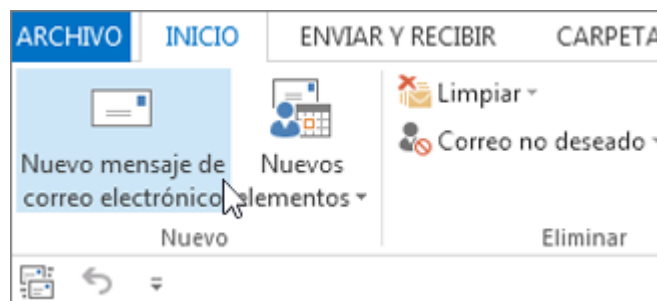 ARCHIVO INICIO ENVIAR Y RECIBIR CARPETA
Nuevo mensaje de
correo electrónico
Nuevos
elementos
Limpiar
Correo no deseado
Nuevo
Eliminar